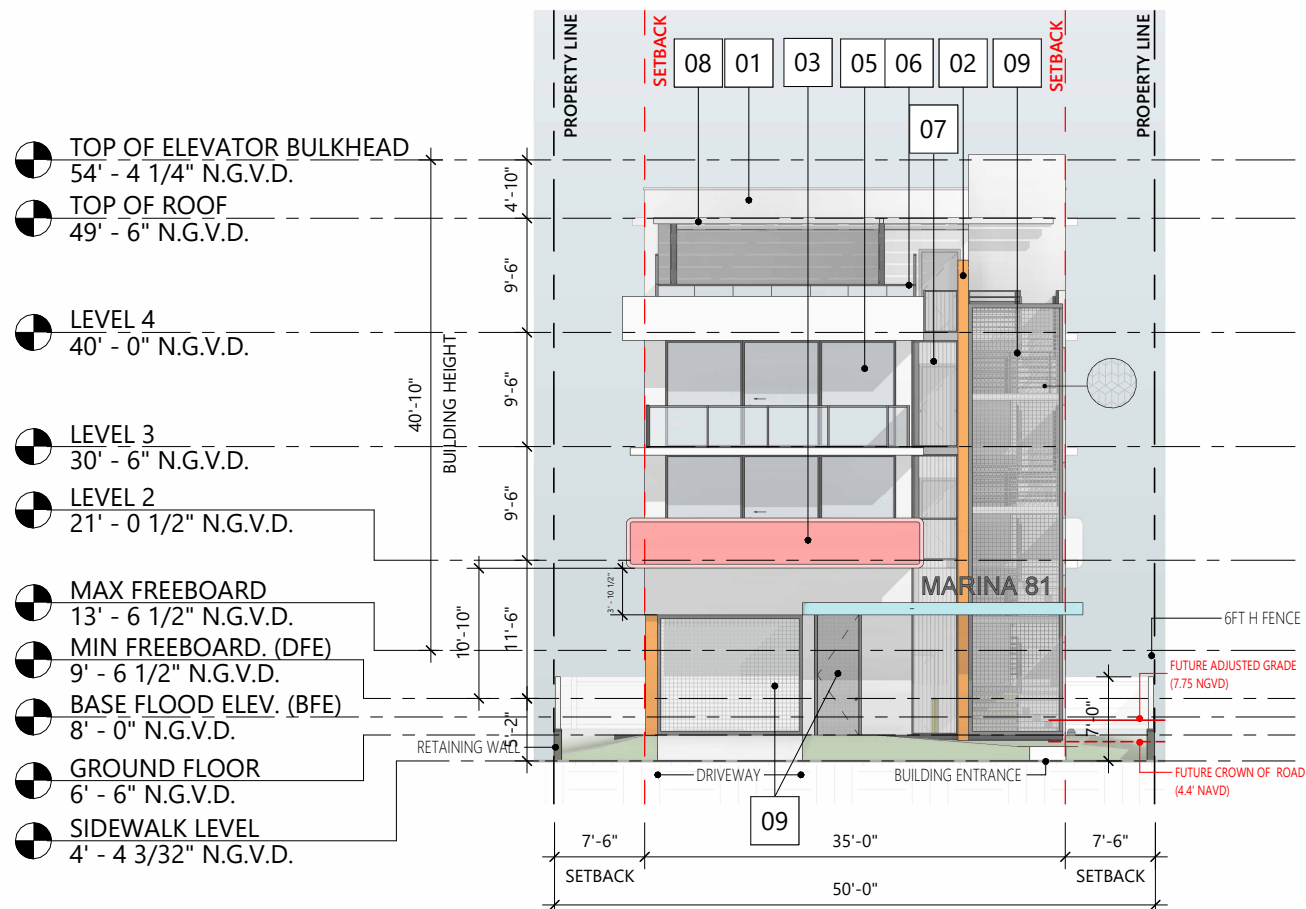 PROPERTY LINE
SETBACK
SETBACK
PROPERTY LINE
08
01
03
05
06
02
09
07
TOP OF ELEVATOR BULKHEAD
54' - 4 1/4" N.G.V.D.
TOP OF ROOF
49' - 6" N.G.V.D.
LEVEL 4
40' - 0" N.G.V.D.
LEVEL 3
30' - 6" N.G.V.D.
LEVEL 2
21' - 0 1/2" N.G.V.D.
MAX FREEBOARD
13' - 6 1/2" N.G.V.D.
MIN FREEBOARD. (DFE)
9' - 6 1/2" N.G.V.D.
BASE FLOOD ELEV. (BFE)
8' - 0" N.G.V.D.
GROUND FLOOR
6' - 6" N.G.V.D.
SIDEWALK LEVEL
4' - 4 3/32" N.G.V.D.
40'-10"
BUILDING HEIGHT
4'-10"
9'-6"
9'-6"
9'-6"
10'-10"
11'-6"
3' - 10 1/2"
5'-2"
MARINA 81
6FT H FENCE
FUTURE ADJUSTED GRADE
(7.75 NGVD)
7'-0"
RETAINING WALL
DRIVEWAY
BUILDING ENTRANCE
FUTURE CROWN OF ROAD
(4.4' NAVD)
09
7'-6"
35'-0"
7'-6"
SETBACK
SETBACK
50'-0"